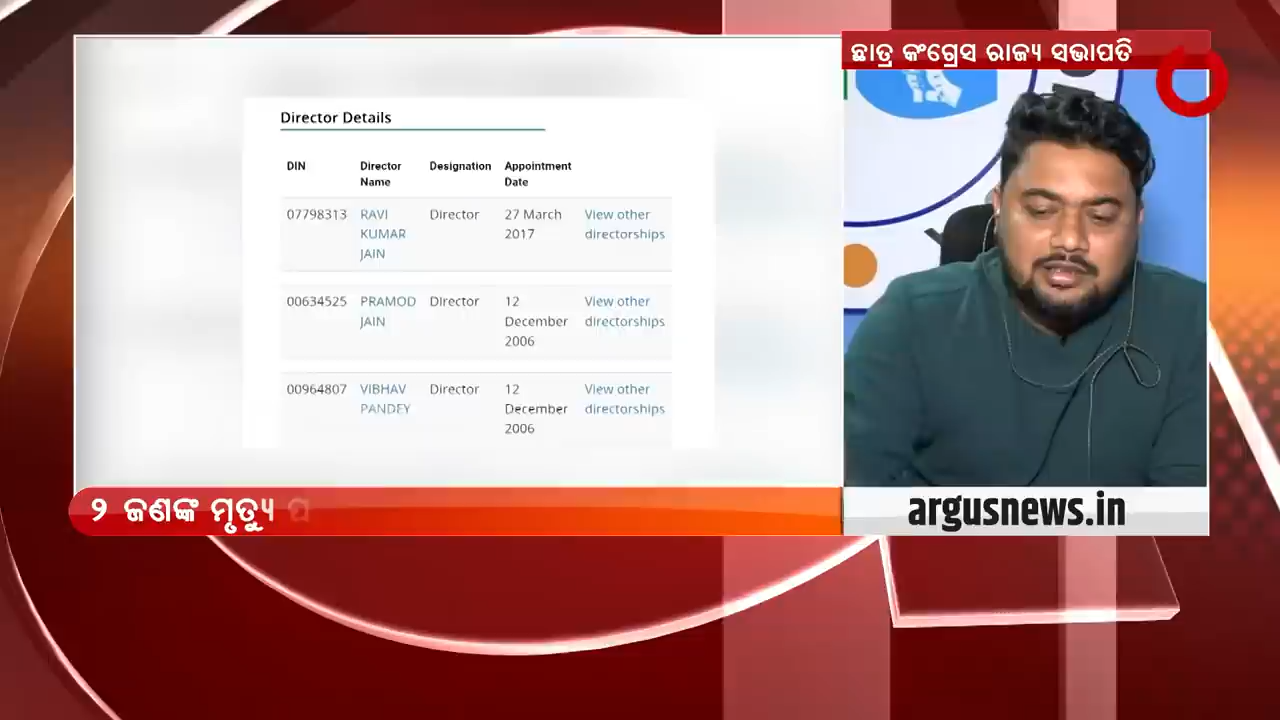 ଛାତ୍ର କଂଗ୍ରେସ ରାଜ୍ୟ ସଭାପତି
Director Details
DIN Director Name Designation Appointment Date
07798313 RAVI KUMAR JAIN Director 27 March 2017 View other directorships
00634525 PRAMOD JAIN Director 12 December 2006 View other directorships
00964807 VIBHAV PANDEY Director 12 December 2006 View other directorships
୨ ଜଣଙ୍କ ମୃତ୍ୟୁ
argusnews.in